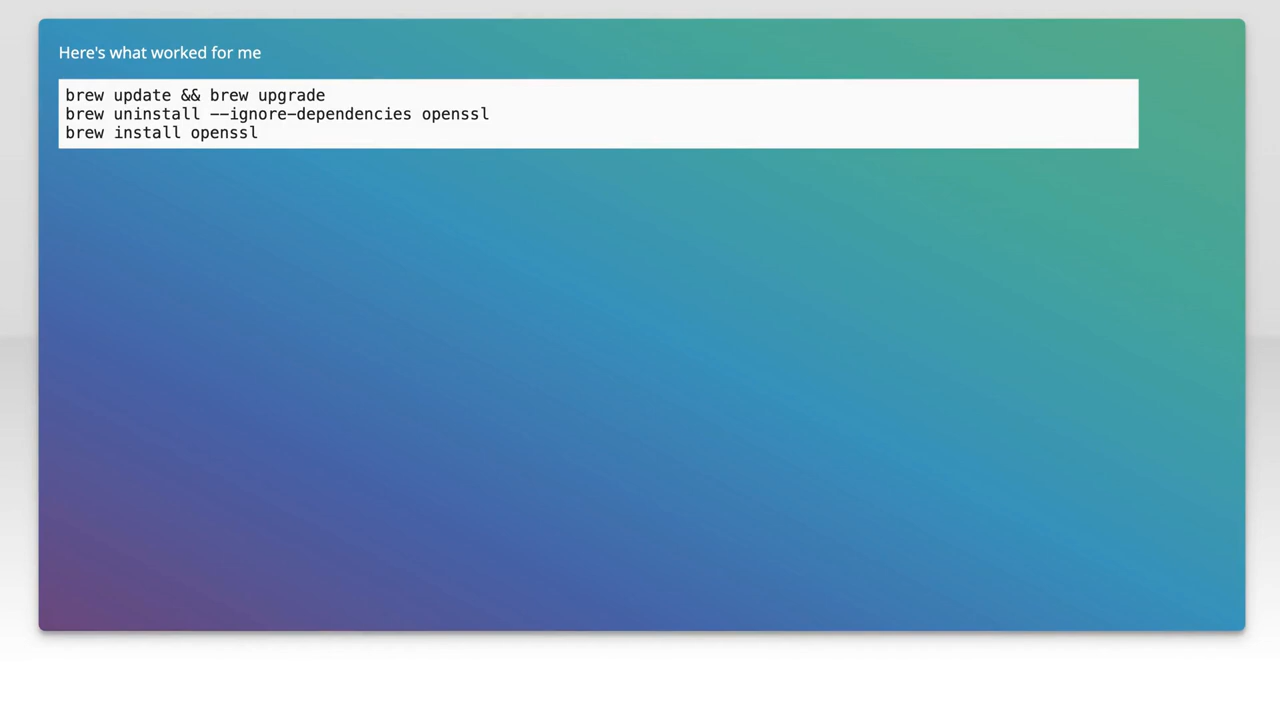 Here's what worked for me
brew update && brew upgrade
brew uninstall --ignore-dependencies openssl
brew install openssl